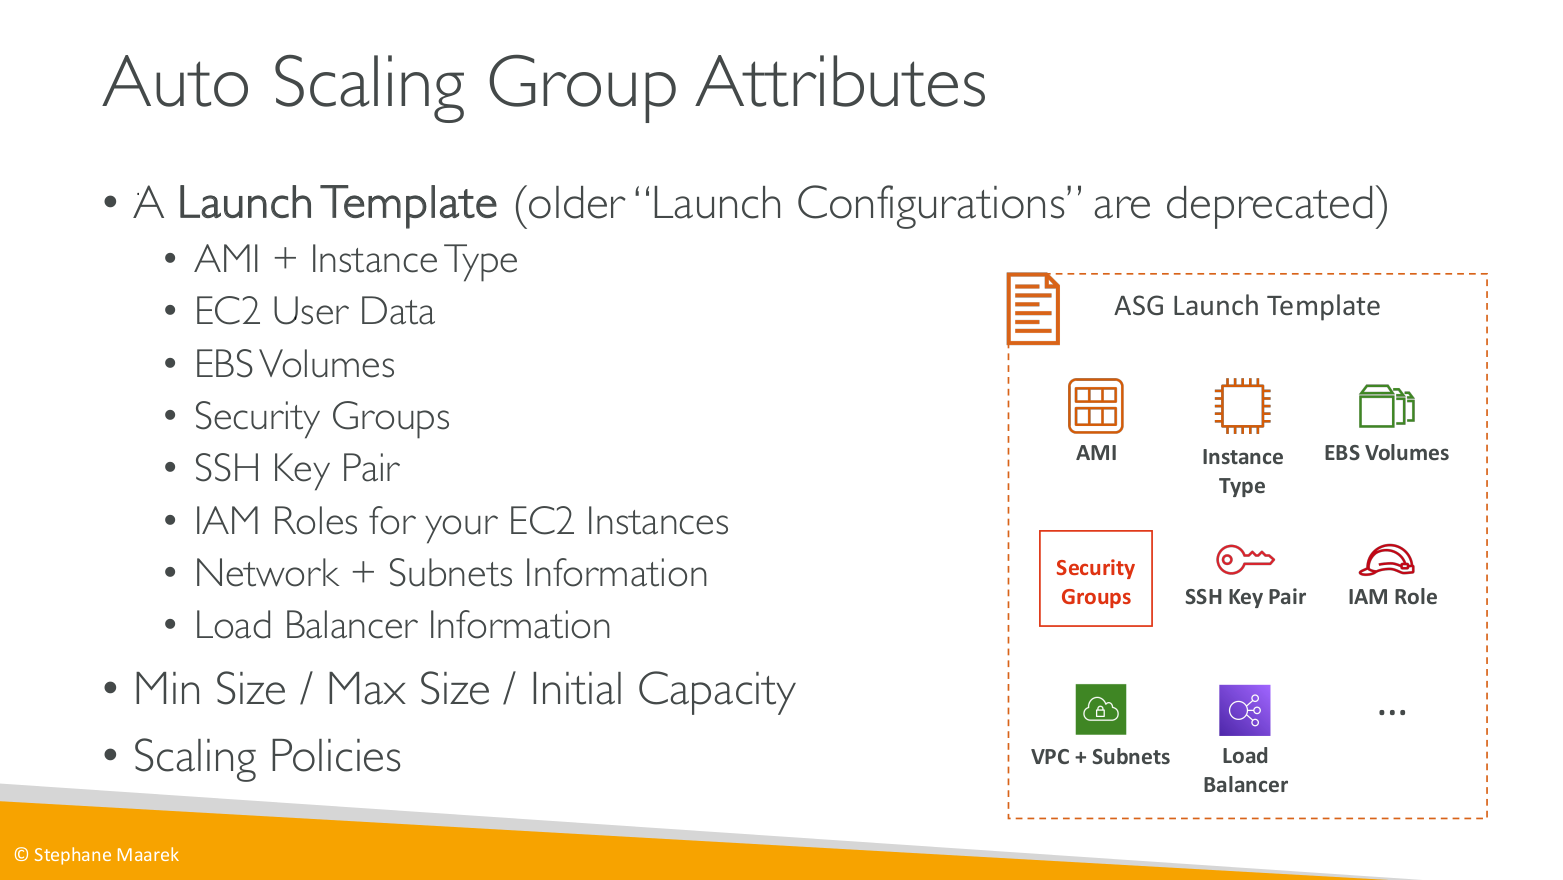 Auto Scaling Group Attributes
• A Launch Template (older “Launch Configurations” are deprecated)
• AMI + Instance Type
• EC2 User Data
• EBS Volumes
• Security Groups
• SSH Key Pair
• IAM Roles for your EC2 Instances
• Network + Subnets Information
• Load Balancer Information
• Min Size / Max Size / Initial Capacity
• Scaling Policies
ASG Launch Template
AMI
Instance
Type
EBS Volumes
Security
Groups
SSH Key Pair
IAM Role
VPC + Subnets
Load
Balancer
...
© Stephane Maarek